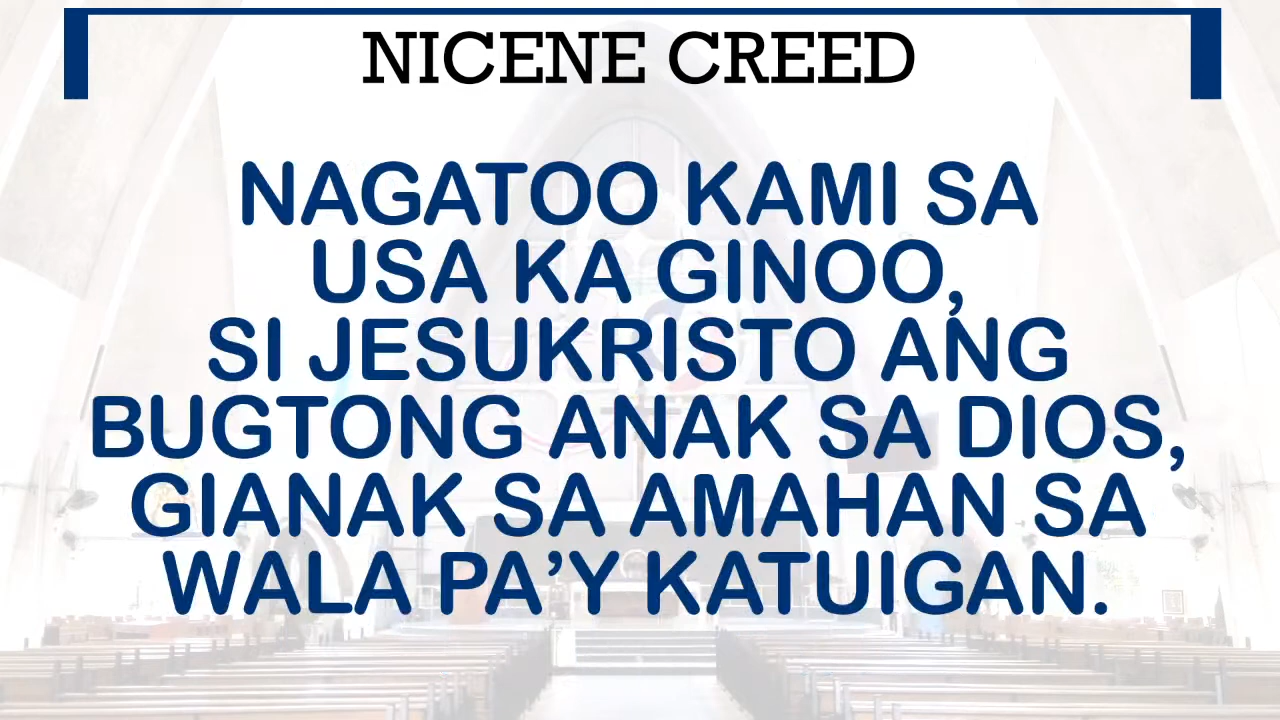 NICENE CREED
NAGATOO KAMI SA
USA KA GINOO,
SI JESUKRISTO ANG
BUGTONG ANAK SA DIOS,
GIANAK SA AMAHAN SA
WALA PA’Y KATUIGAN.